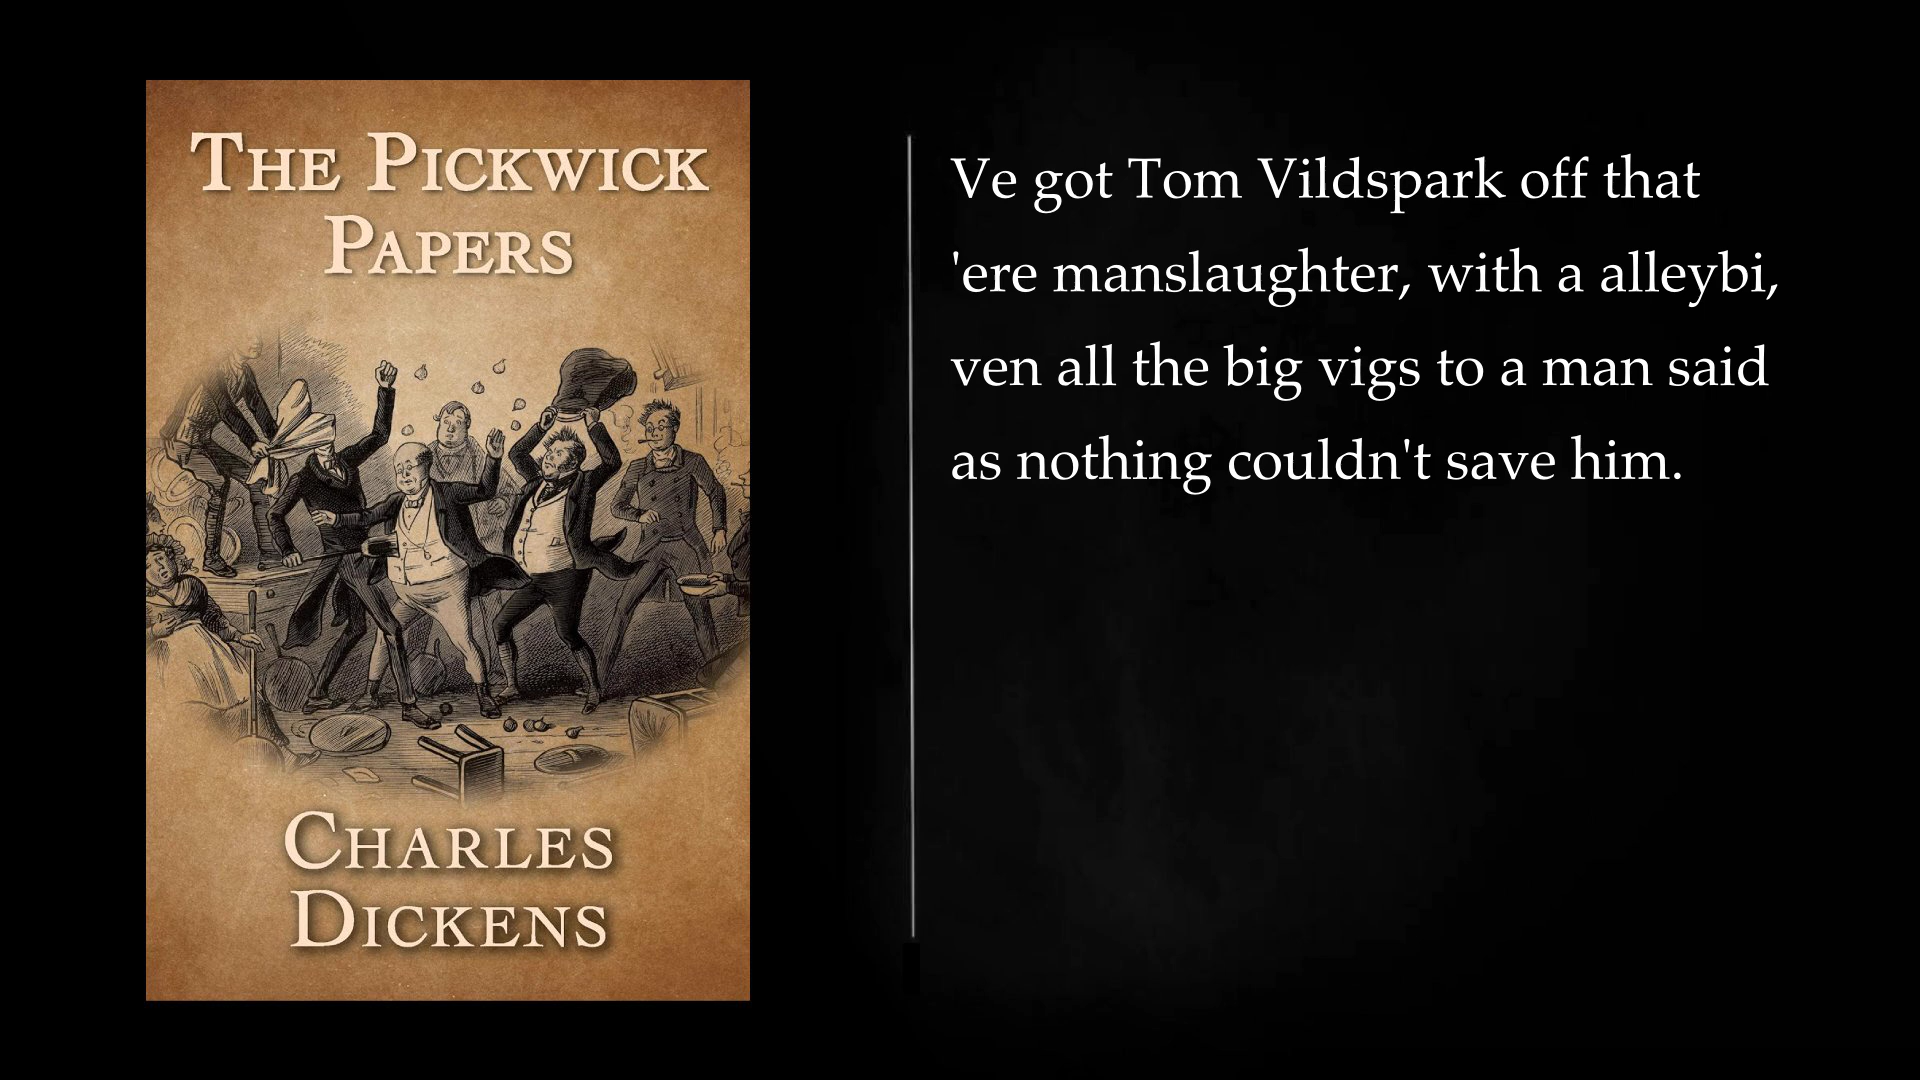 THE PICKWICK
PAPERS
CHARLES
DICKENS
Ve got Tom Vildspark off that
'ere manslaughter, with a alleybi,
ven all the big vigs to a man said
as nothing couldn't save him.